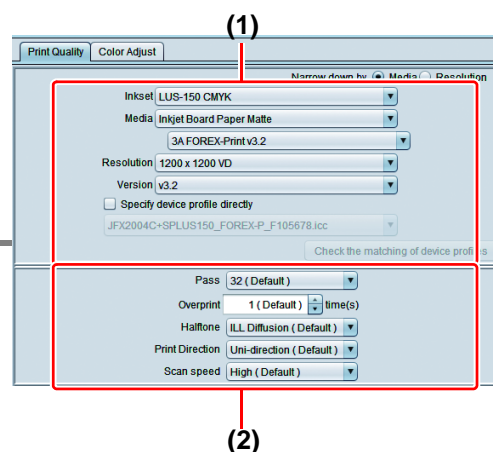 (1)
Print Quality Color Adjust
Narrow down by Media Resolution
Inkset LUS-150 CMYK
Media Inkjet Board Paper Matte
3A FOREX-Print v3.2
Resolution 1200 x 1200 VD
Version v3.2
Specify device profile directly
JFX2004C+SPLUS150_FOREX-P_F105678.icc
Check the matching of device profiles
Pass 32 ( Default )
Overprint 1 ( Default ) time(s)
Halftone ILL Diffusion ( Default )
Print Direction Uni-direction ( Default )
Scan speed High ( Default )
(2)